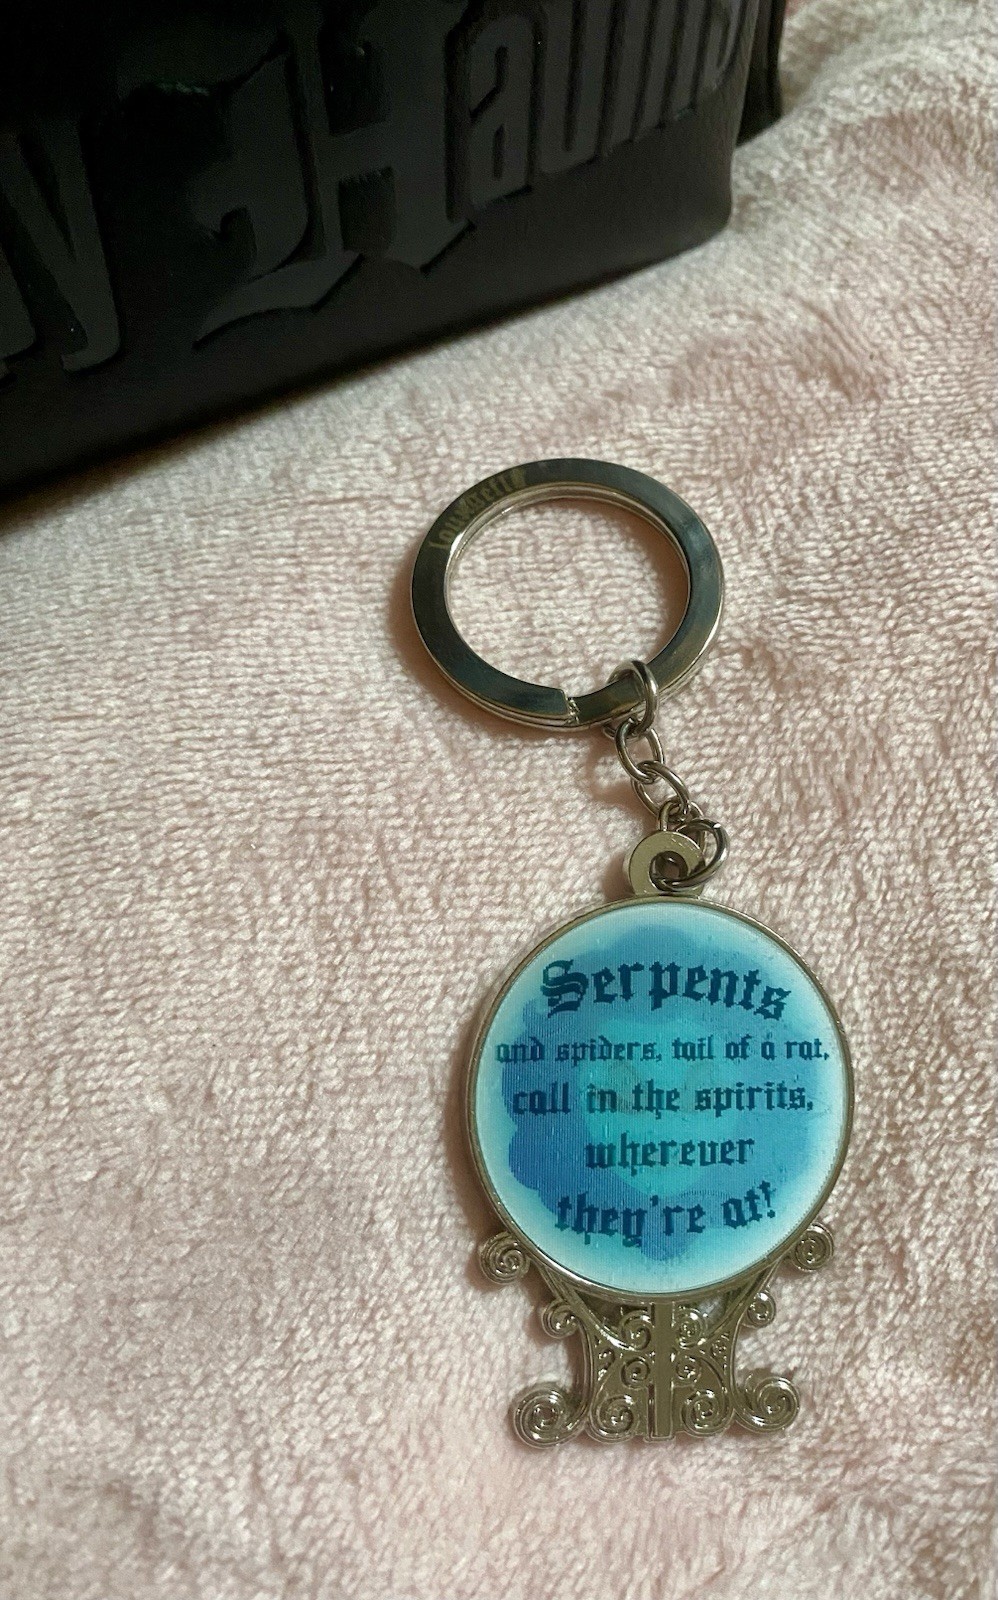 Serpents
and spiders, tail of a rat,
call in the spirits,
wherever
they're at!